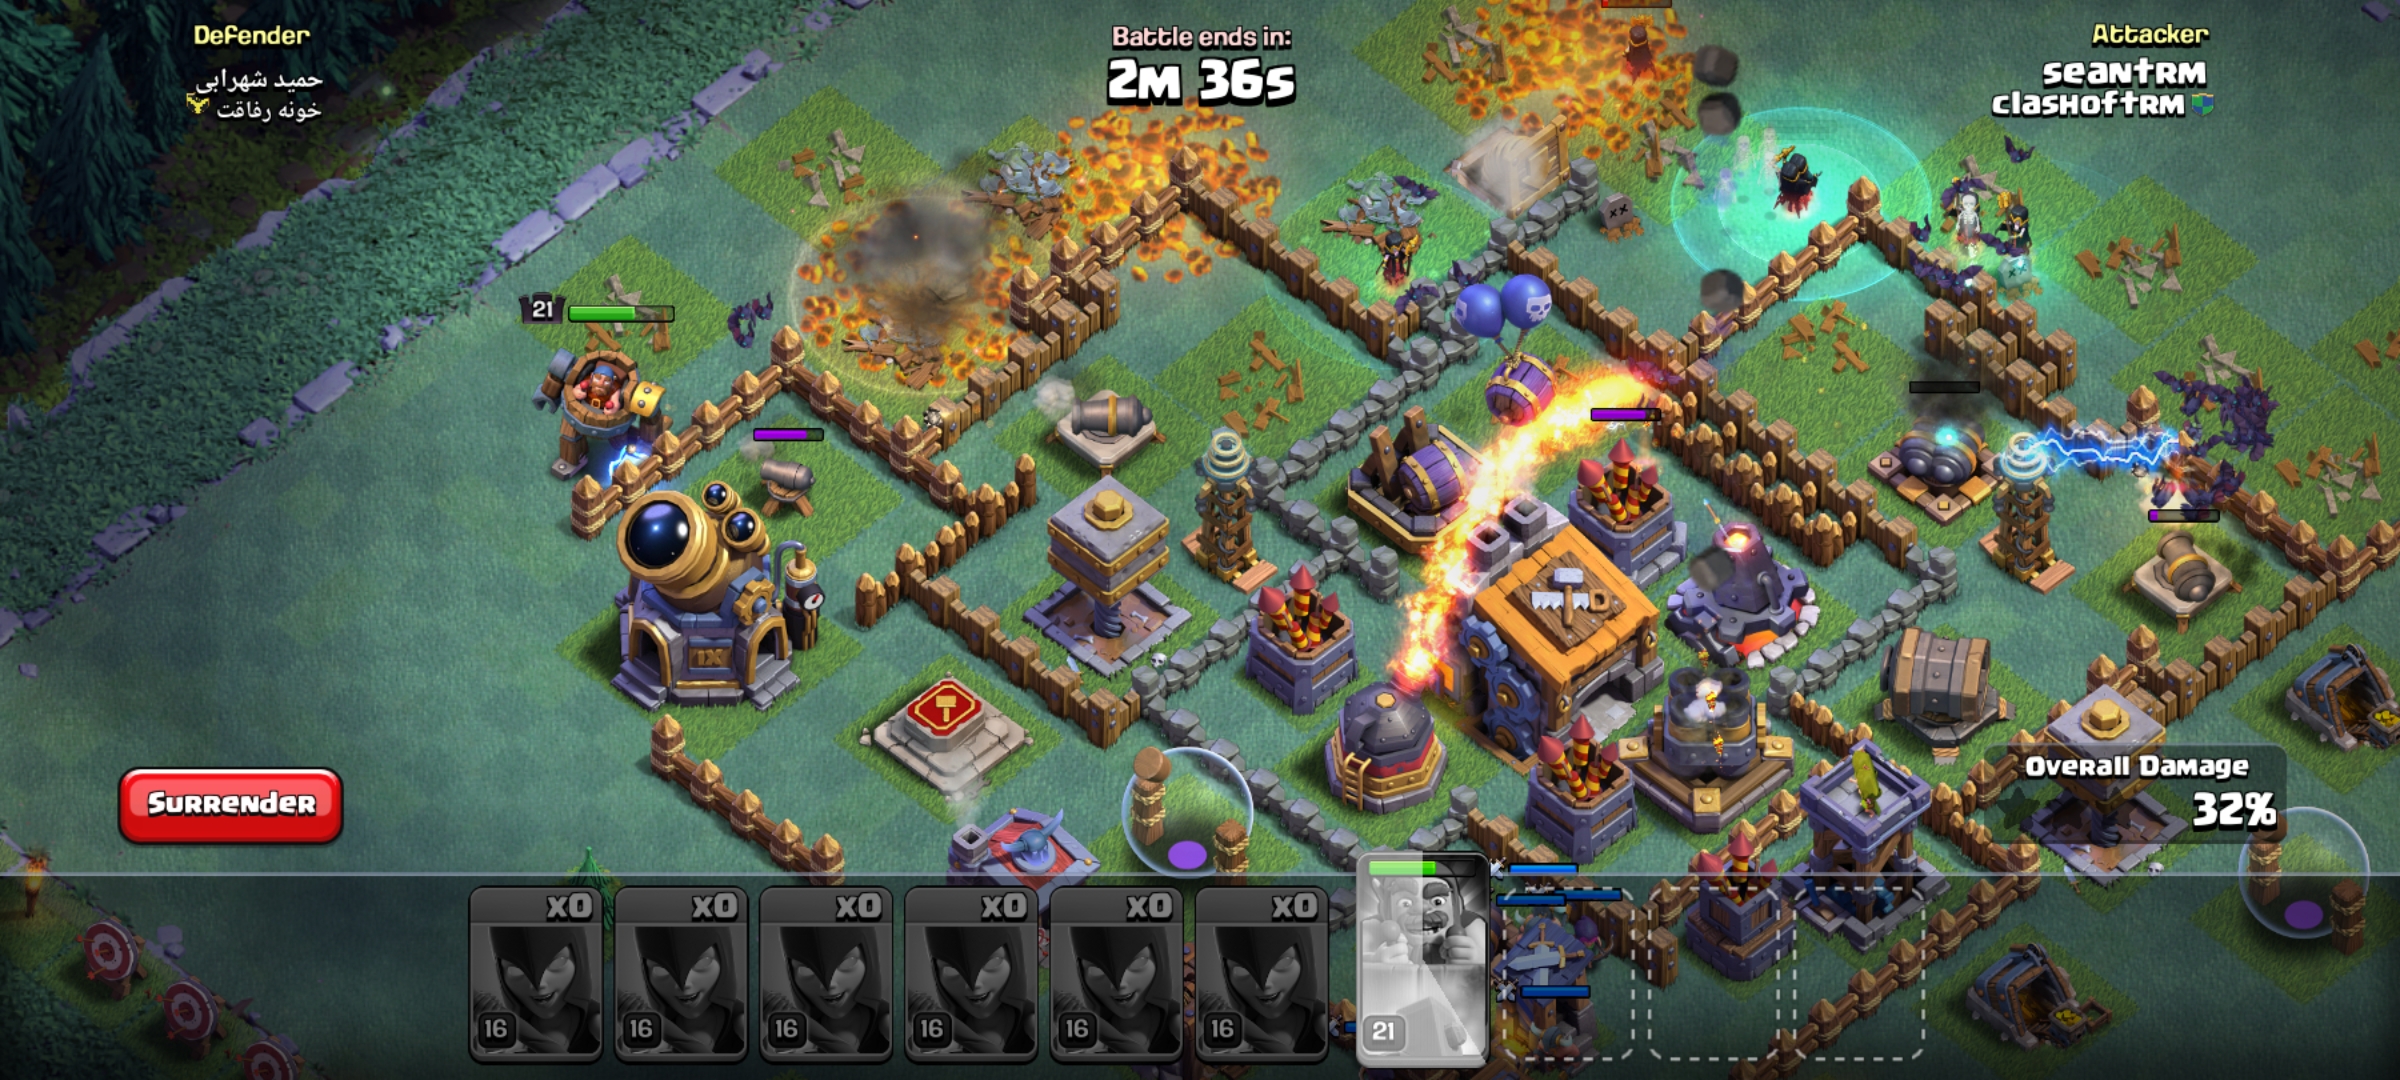 Defender
حمید شهرابی
خونه رفاقت
Battle ends in:
2M 36s
Attacker
seantRM
clashoftRM
21
IX
Surrender
Overall Damage
32%
x0
x0
x0
x0
x0
x0
16
16
16
16
16
16
21